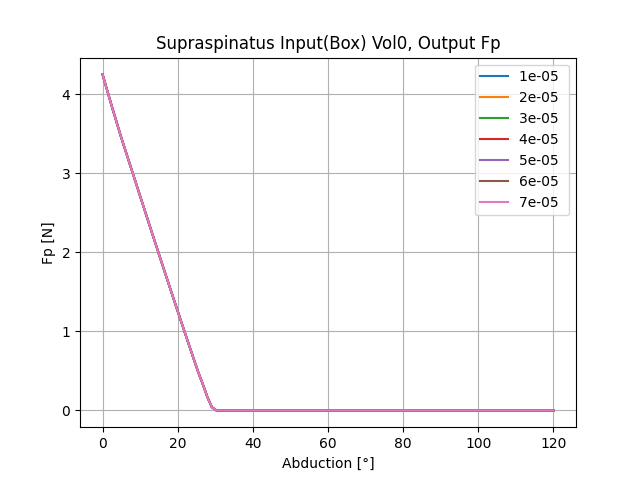 Supraspinatus Input(Box) Vol0, Output Fp
1e-05
2e-05
3e-05
4e-05
5e-05
6e-05
7e-05
Fp [N]
4
3
2
1
0
0 20 40 60 80 100 120
Abduction [°]